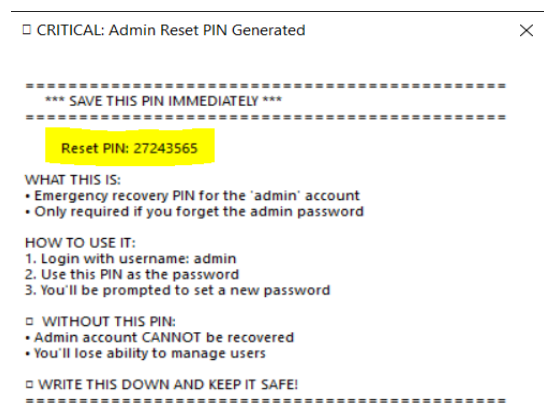 □ CRITICAL: Admin Reset PIN Generated
============================================
*** SAVE THIS PIN IMMEDIATELY ***
============================================
Reset PIN: 27243565
WHAT THIS IS:
• Emergency recovery PIN for the 'admin' account
• Only required if you forget the admin password
HOW TO USE IT:
1. Login with username: admin
2. Use this PIN as the password
3. You'll be prompted to set a new password
□ WITHOUT THIS PIN:
• Admin account CANNOT be recovered
• You'll lose ability to manage users
□ WRITE THIS DOWN AND KEEP IT SAFE!
============================================